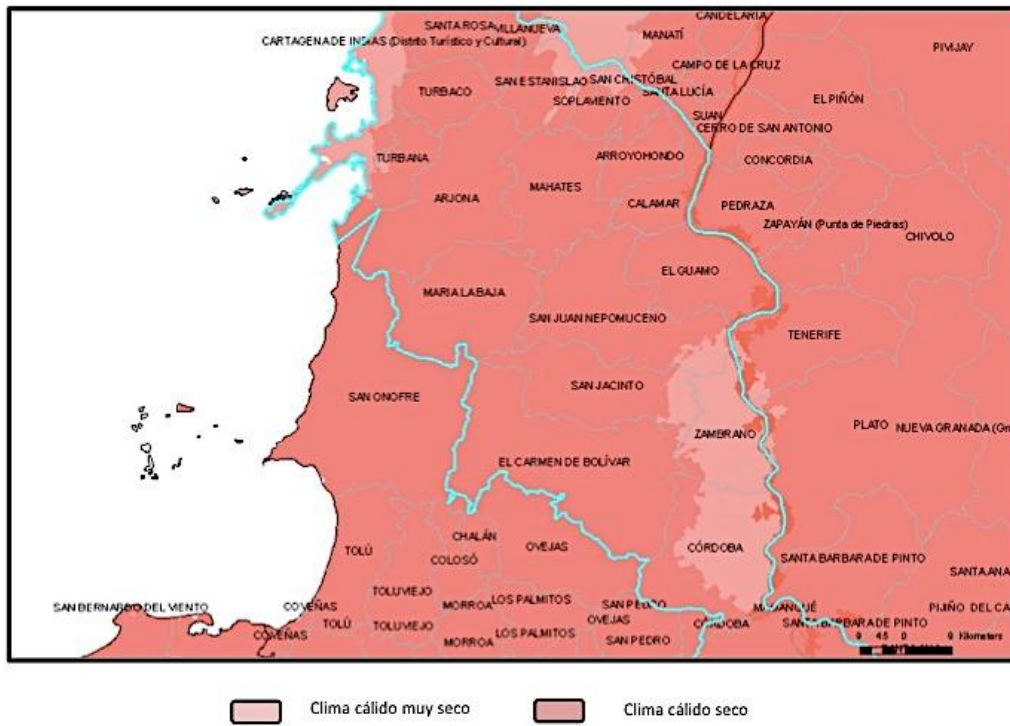 CANDELARIA
SANTA ROSA VILLANUEVA
MANATÍ
CARTAGENA DE INDIAS (Distrito Turístico y Cultural)
PIVIJAY
CAMPO DE LA CRUZ
SAN ESTANISLAO SAN CRISTÓBAL
TURBACO
SANTA LUCÍA
SOPLAVIENTO
EL PIÑÓN
SUAN
CERRO DE SAN ANTONIO
TURBANA
ARROYOHONDO
CONCORDIA
MAHATES
ARJONA
CALAMAR
PEDRAZA
ZAPAYÁN (Punta de Piedras)
CHIVOLO
EL GUAMO
MARIA LA BAJA
SAN JUAN NEPOMUCENO
TENERIFE
SAN JACINTO
SAN ONOFRE
PLATO NUEVA GRANADA
ZAMBRANO
EL CARMEN DE BOLÍVAR
CHALÁN
OVEJAS
CÓRDOBA
TOLÚ
COLOSÓ
SANTA BARBARA DE PINTO
SANTA ANA
TOLUVIEJO
LOS PALMITOS
SAN BERNARDO DEL VIENTO
COVEÑAS
MORROA
SAN PEDRO
PIJIÑO DEL CA
TOLÚ
TOLUVIEJO
OVEJAS
CÓRDOBA
SANTA BARBARA DE PINTO
COVEÑAS
MORROA
LOS PALMITOS
SAN PEDRO
9 4.5 0 9 Kilometers
Clima cálido muy seco
Clima cálido seco